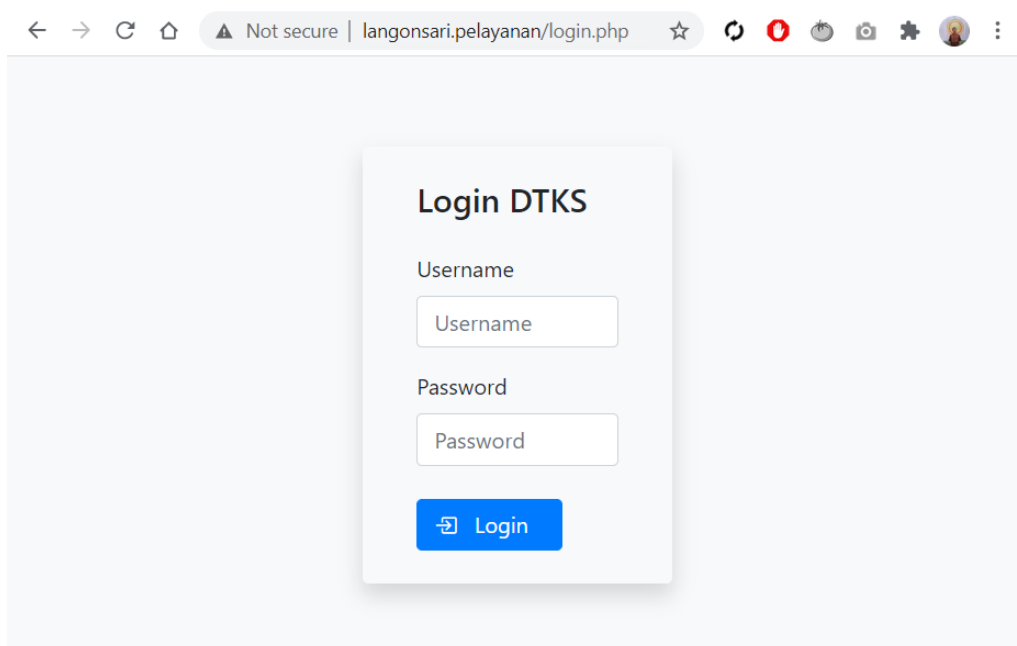 Not secure | langonsari.pelayanan/login.php
Login DTKS
Username
Username
Password
Password
Login